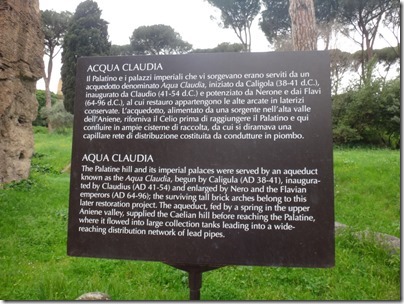 ACQUA CLAUDIA
Il Palatino e i palazzi imperiali che vi sorgevano erano serviti da un
acquedotto denominato Aqua Claudia, iniziato da Caligola (38-41 d.C.),
inaugurato da Claudio (41-54 d.C.) e potenziato da Nerone e dai Flavi
(64-96 d.C.), al cui restauro appartengono le alte arcate in laterizi
conservate. L'acquedotto, alimentato da una sorgente nell'alta valle
dell'Aniene, riforniva il Celio prima di raggiungere il Palatino e qui
confluire in ampie cisterne di raccolta, da cui si diramava una
capillare rete di distribuzione costituita da condutture in piombo.
AQUA CLAUDIA
The Palatine hill and its imperial palaces were served by an aqueduct
known as the Aqua Claudia, begun by Caligula (AD 38-41), inaugura-
ted by Claudius (AD 41-54) and enlarged by Nero and the Flavian
emperors (AD 64-96); the surviving tall brick arches belong to this
later restoration project. The aqueduct, fed by a spring in the upper
Aniene valley, supplied the Caelian hill before reaching the Palatine,
where it flowed into large collection tanks leading into a wide-
reaching distribution network of lead pipes.